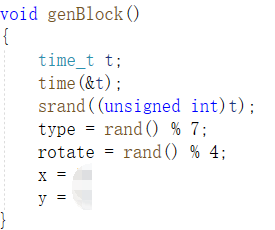 void genBlock()
{
time_t t;
time(&t);
srand((unsigned int)t);
type = rand() % 7;
rotate = rand() % 4;
x =
y =
}